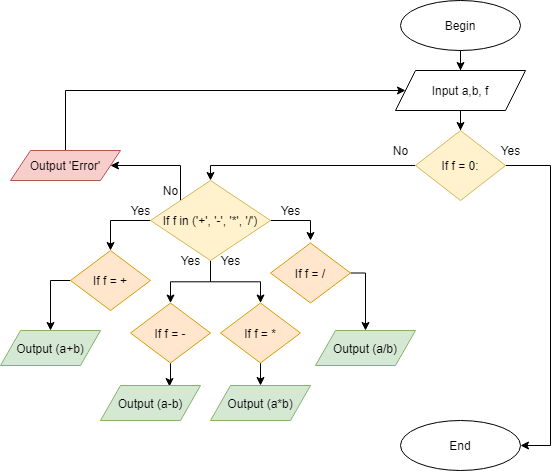 Begin
Input a,b, f
No
Yes
If f = 0:
Output 'Error'
No
If f in ('+', '-', '*', '/')
Yes
Yes
Yes
Yes
If f = +
If f = /
If f = -
If f = *
Output (a+b)
Output (a/b)
Output (a-b)
Output (a*b)
End